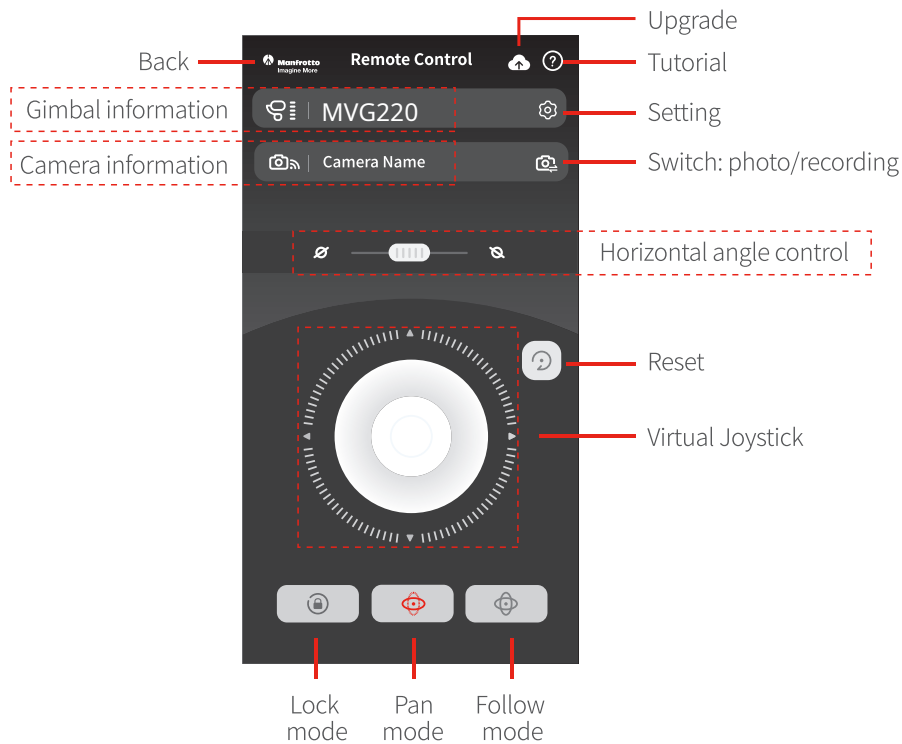 Upgrade
Back
Manfrotto
Imagine More
Remote Control
?
Tutorial
Gimbal information
MVG220
Setting
Camera information
Camera Name
Switch: photo/recording
Horizontal angle control
Reset
Virtual Joystick
Lock
mode
Pan
mode
Follow
mode